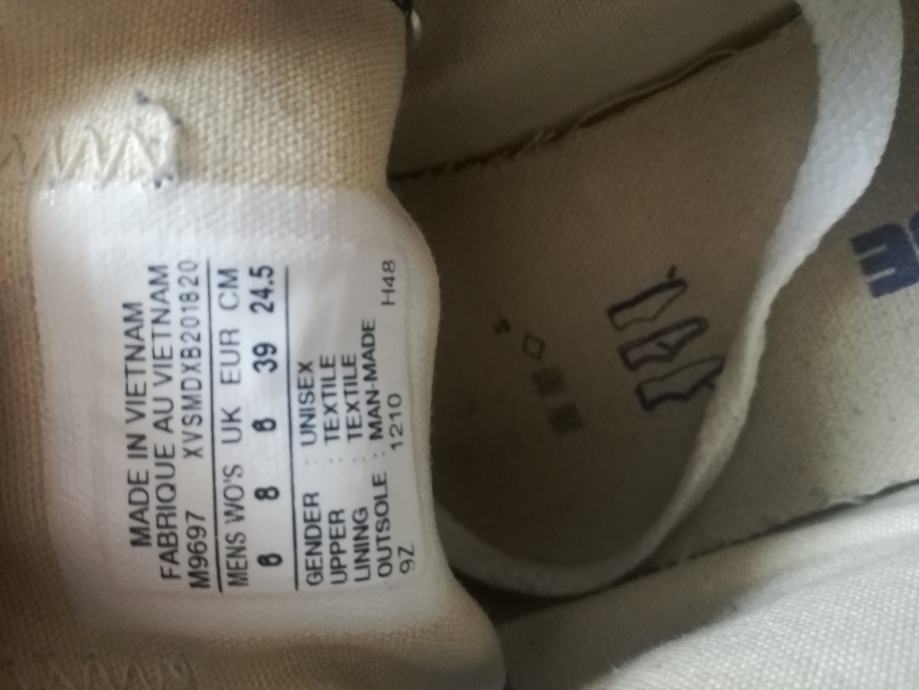 MADE IN VIETNAM
FABRIQUE AU VIETNAM
M9697 XVSMDXB201820
MENS WO'S UK EUR CM
6 8 6 39 24.5
GENDER : UNISEX
UPPER : TEXTILE
LINING : TEXTILE
OUTSOLE : MAN-MADE
9Z 1210 H48